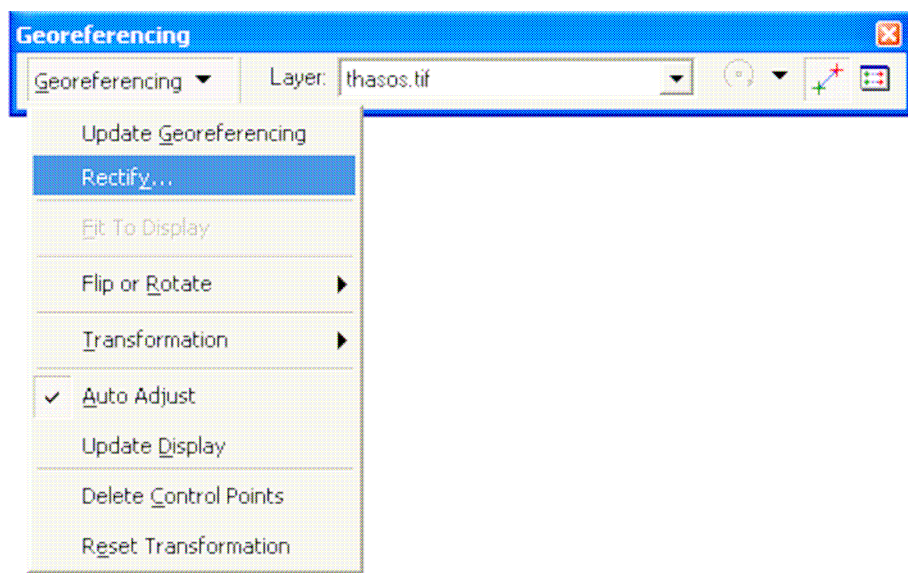 Georeferencing
Georeferencing Layer: thasos.tif
Update Georeferencing
Rectify...
Fit To Display
Flip or Rotate
Transformation
Auto Adjust
Update Display
Delete Control Points
Reset Transformation